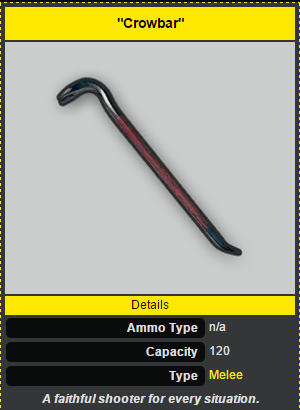 "Crowbar"
Details
Ammo Type n/a
Capacity 120
Type Melee
A faithful shooter for every situation.